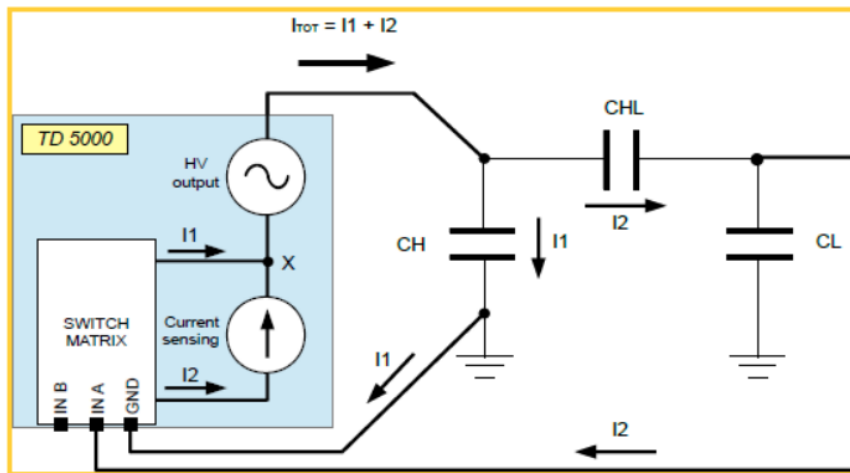 ITOT = I1 + I2
CHL
TD 5000
HV
output
I2
I1
X
CH
I1
CL
SWITCH
MATRIX
Current
sensing
I2
I1
IN B
IN A
GND
I2